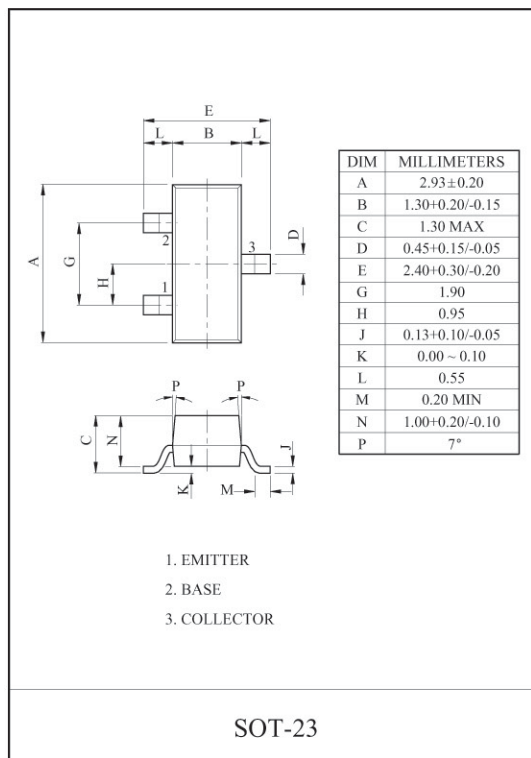 E
L B L
A
G
H
2
1
3
D
P P
C
N
K
M
J
DIM MILLIMETERS
A 2.93±0.20
B 1.30+0.20/-0.15
C 1.30 MAX
D 0.45+0.15/-0.05
E 2.40+0.30/-0.20
G 1.90
H 0.95
J 0.13+0.10/-0.05
K 0.00 ~ 0.10
L 0.55
M 0.20 MIN
N 1.00+0.20/-0.10
P 7°
1. EMITTER
2. BASE
3. COLLECTOR
SOT-23